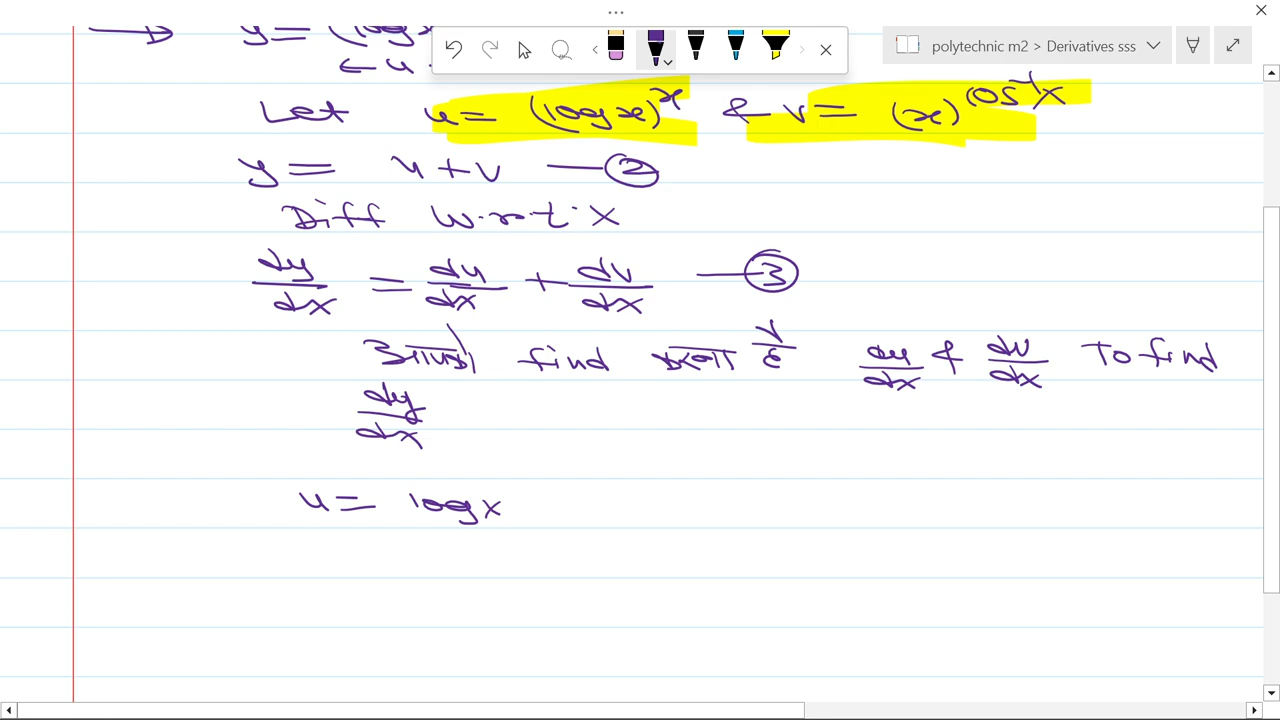 polytechnic m2 > Derivatives sss
y = (log x
← u
Let u = (log x)^x & v = (x)^cos⁻¹x
y = u + v — ②
Diff w.r.t. x
dy/dx = du/dx + dv/dx — ③
find du/dx & dv/dx To find
dy/dx
u = log x